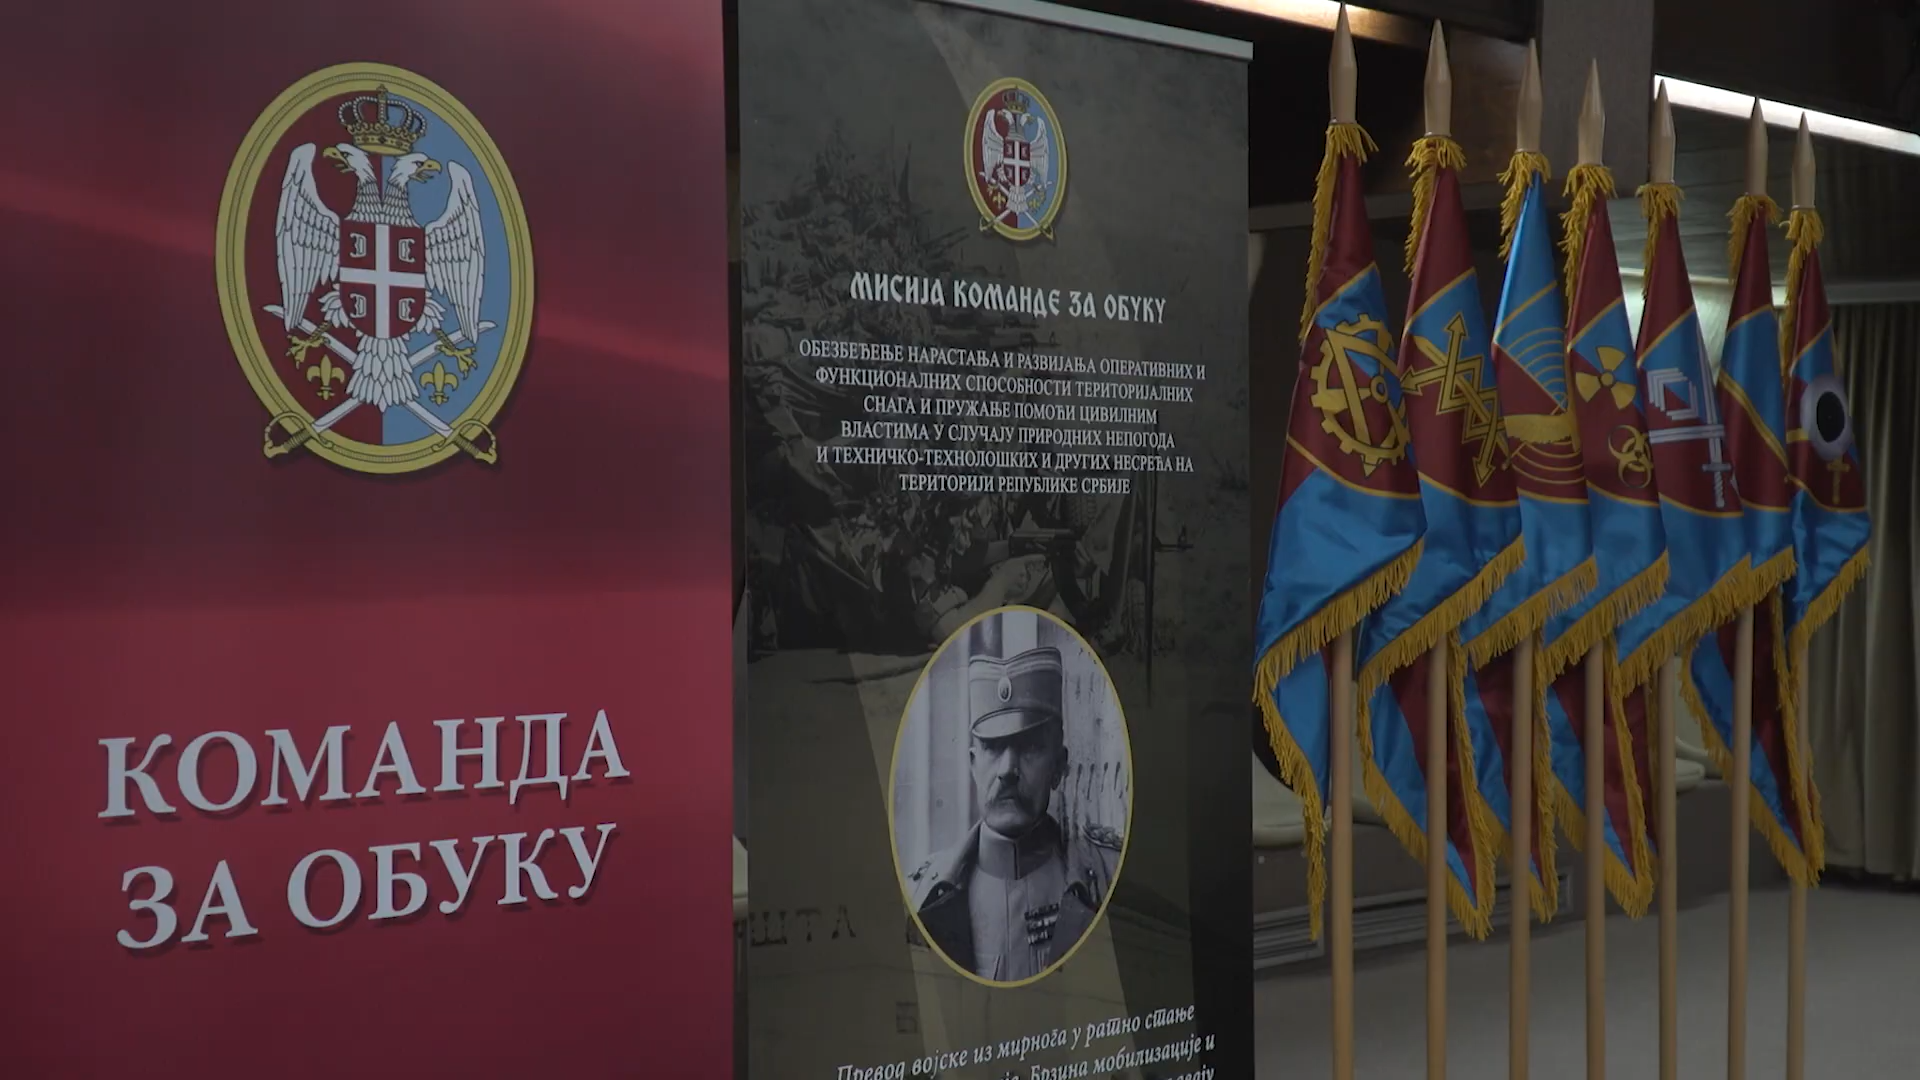 КОМАНДА
ЗА ОБУКУ
МИСИЈА КОМАНДЕ ЗА ОБУКУ
ОБЕЗБЕЂЕЊЕ НАРАСТАЊА И РАЗВИЈАЊА ОПЕРАТИВНИХ И
ФУНКЦИОНАЛНИХ СПОСОБНОСТИ ТЕРИТОРИЈАЛНИХ
СНАГА И ПРУЖАЊЕ ПОМОЋИ ЦИВИЛНИМ
ВЛАСТИМА У СЛУЧАЈУ ПРИРОДНИХ НЕПОГОДА
И ТЕХНИЧКО-ТЕХНОЛОШКИХ И ДРУГИХ НЕСРЕЋА НА
ТЕРИТОРИЈИ РЕПУБЛИКЕ СРБИЈЕ
Превод војске из мирнога у ратно стање
Брзина мобилизације и